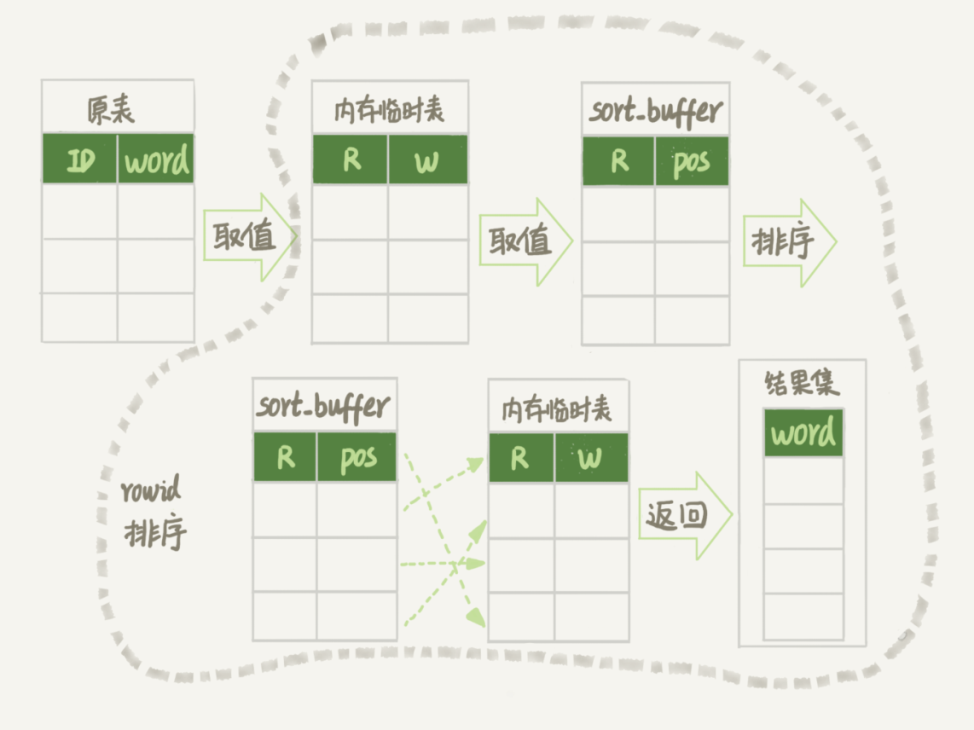 原表
ID word
取值
内存临时表
R W
取值
sort_buffer
R pos
排序
rowid
排序
sort_buffer
R pos
内存临时表
R W
返回
结果集
word